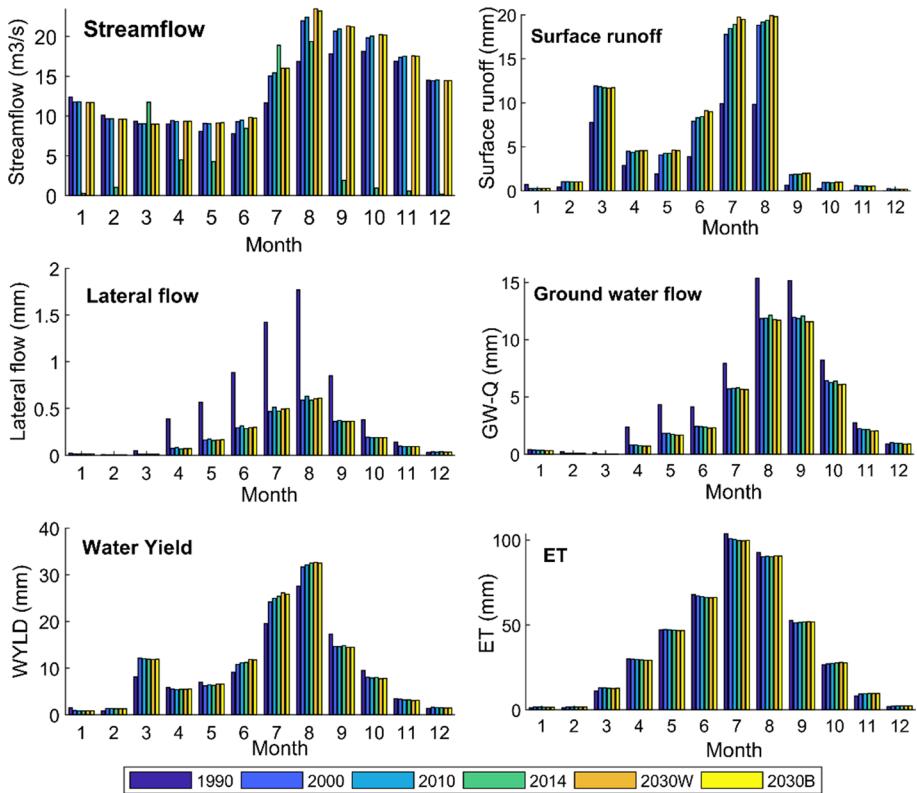 Streamflow
Streamflow (m3/s)
20
15
10
5
0
1 2 3 4 5 6 7 8 9 10 11 12
Month
Surface runoff
Surface runoff (mm)
20
15
10
5
0
1 2 3 4 5 6 7 8 9 10 11 12
Month
Lateral flow
Lateral flow (mm)
2
1.5
1
0.5
0
1 2 3 4 5 6 7 8 9 10 11 12
Month
Ground water flow
GW-Q (mm)
15
10
5
0
1 2 3 4 5 6 7 8 9 10 11 12
Month
Water Yield
WYLD (mm)
40
30
20
10
0
1 2 3 4 5 6 7 8 9 10 11 12
Month
ET
ET (mm)
100
50
0
1 2 3 4 5 6 7 8 9 10 11 12
Month
1990 2000 2010 2014 2030W 2030B